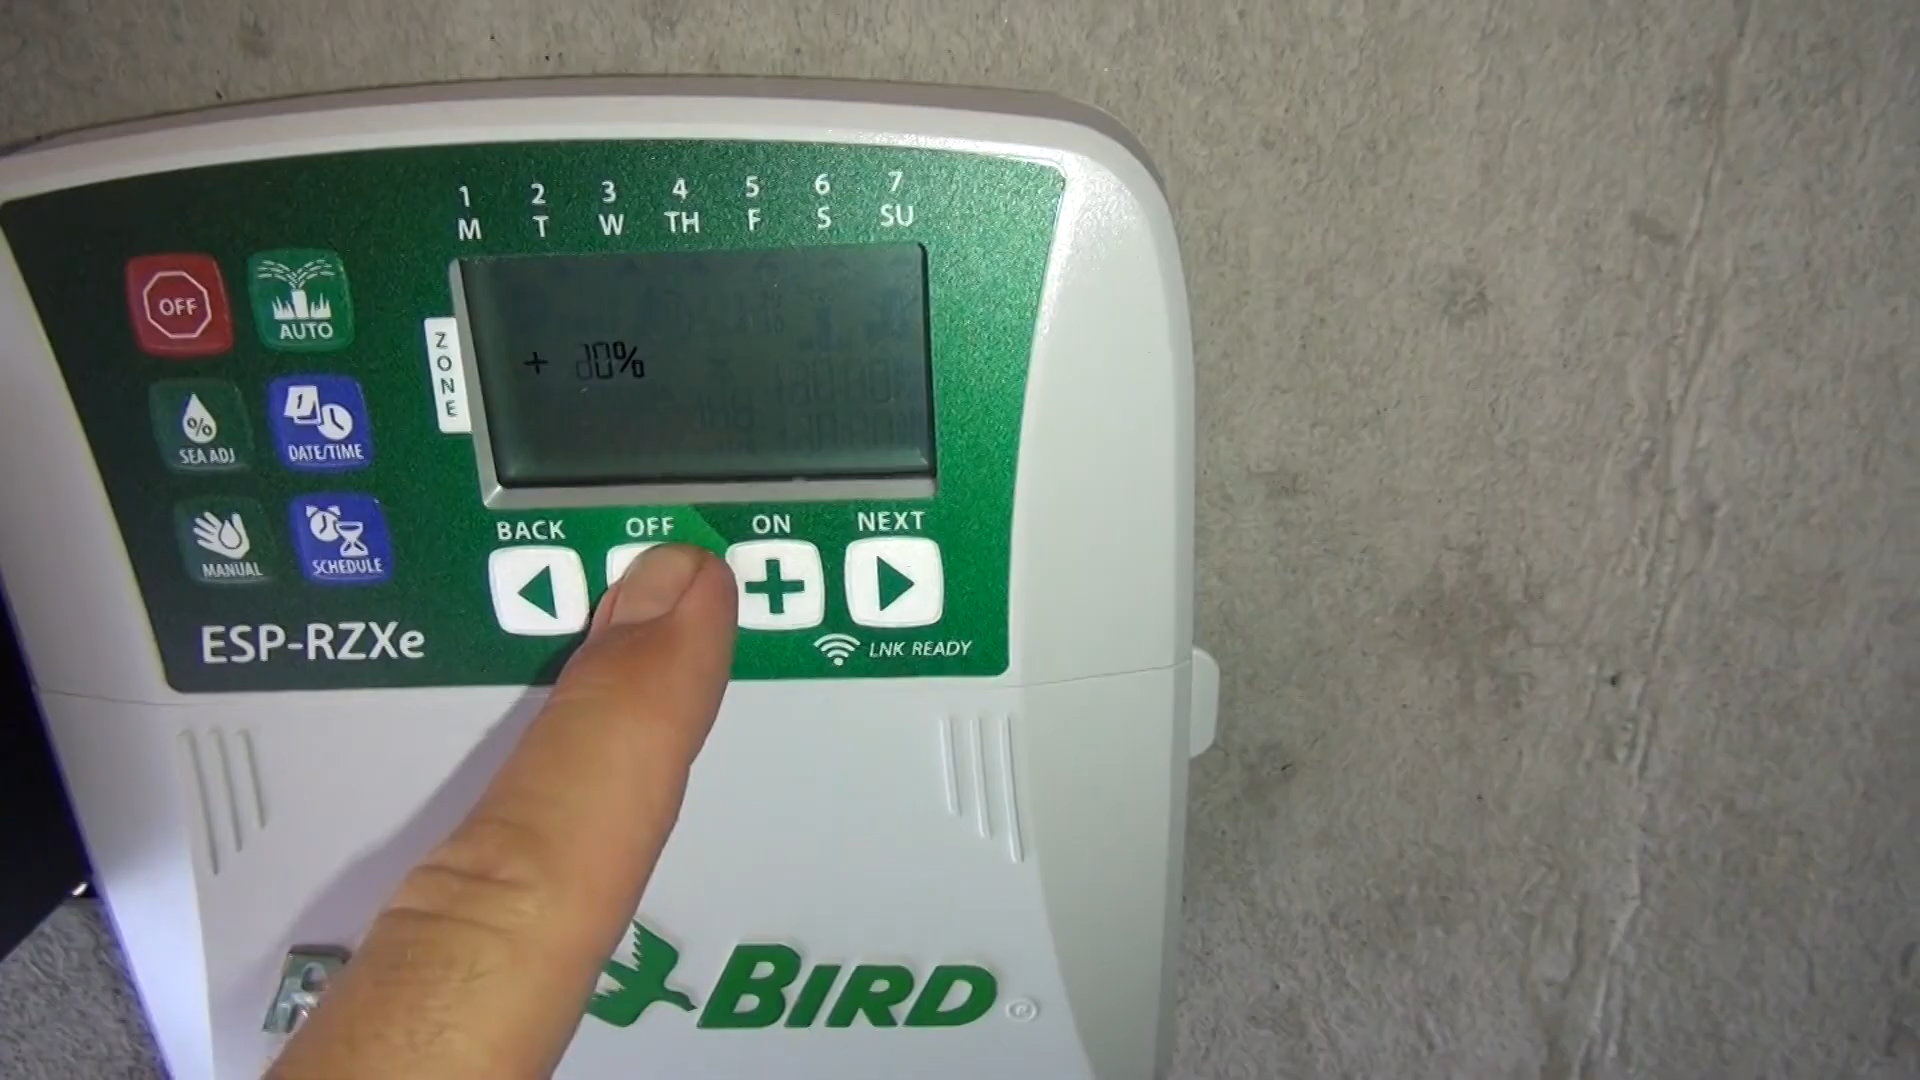 1 2 3 4 5 6 7
M T W TH F S SU
OFF
AUTO
ZONE
+ %
% SEA ADJ
1 DATE/TIME
MANUAL
SCHEDULE
BACK OFF ON NEXT
ESP-RZXe
LNK READY
BIRD ®